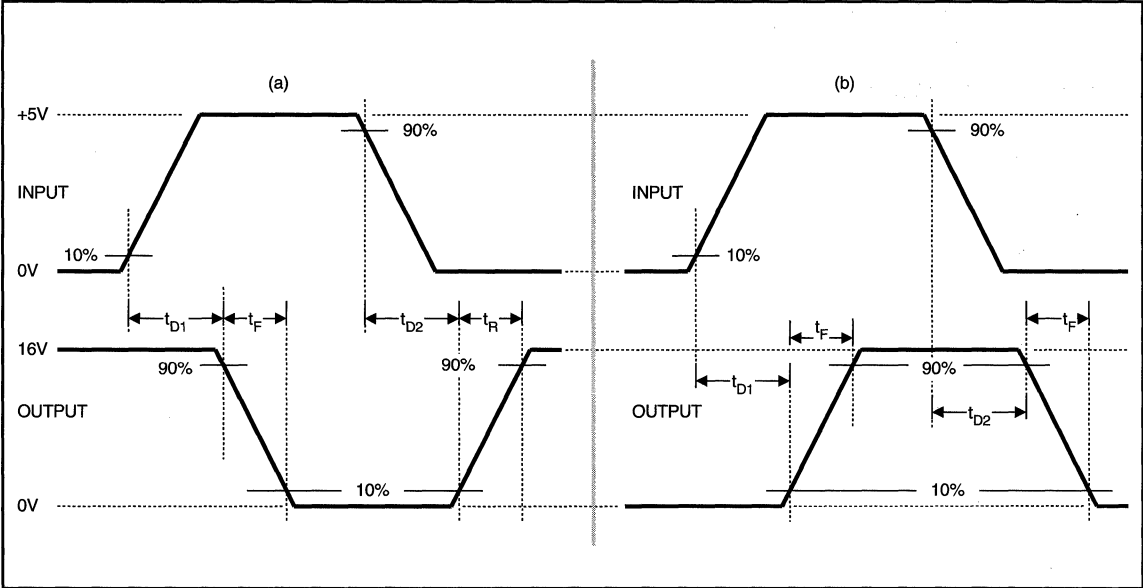 (a)
(b)
+5V
90%
90%
INPUT
INPUT
10%
10%
0V
tD1
tF
tD2
tR
tF
tF
16V
90%
90%
90%
tD1
OUTPUT
OUTPUT
tD2
10%
10%
0V